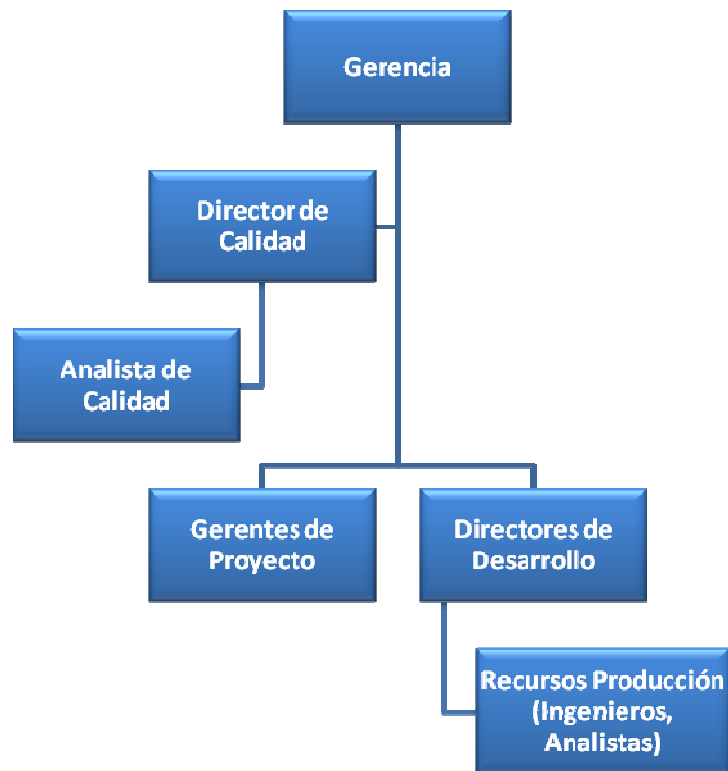 Gerencia
Director de
Calidad
Analista de
Calidad
Gerentes de
Proyecto
Directores de
Desarrollo
Recursos Producción
(Ingenieros,
Analistas)